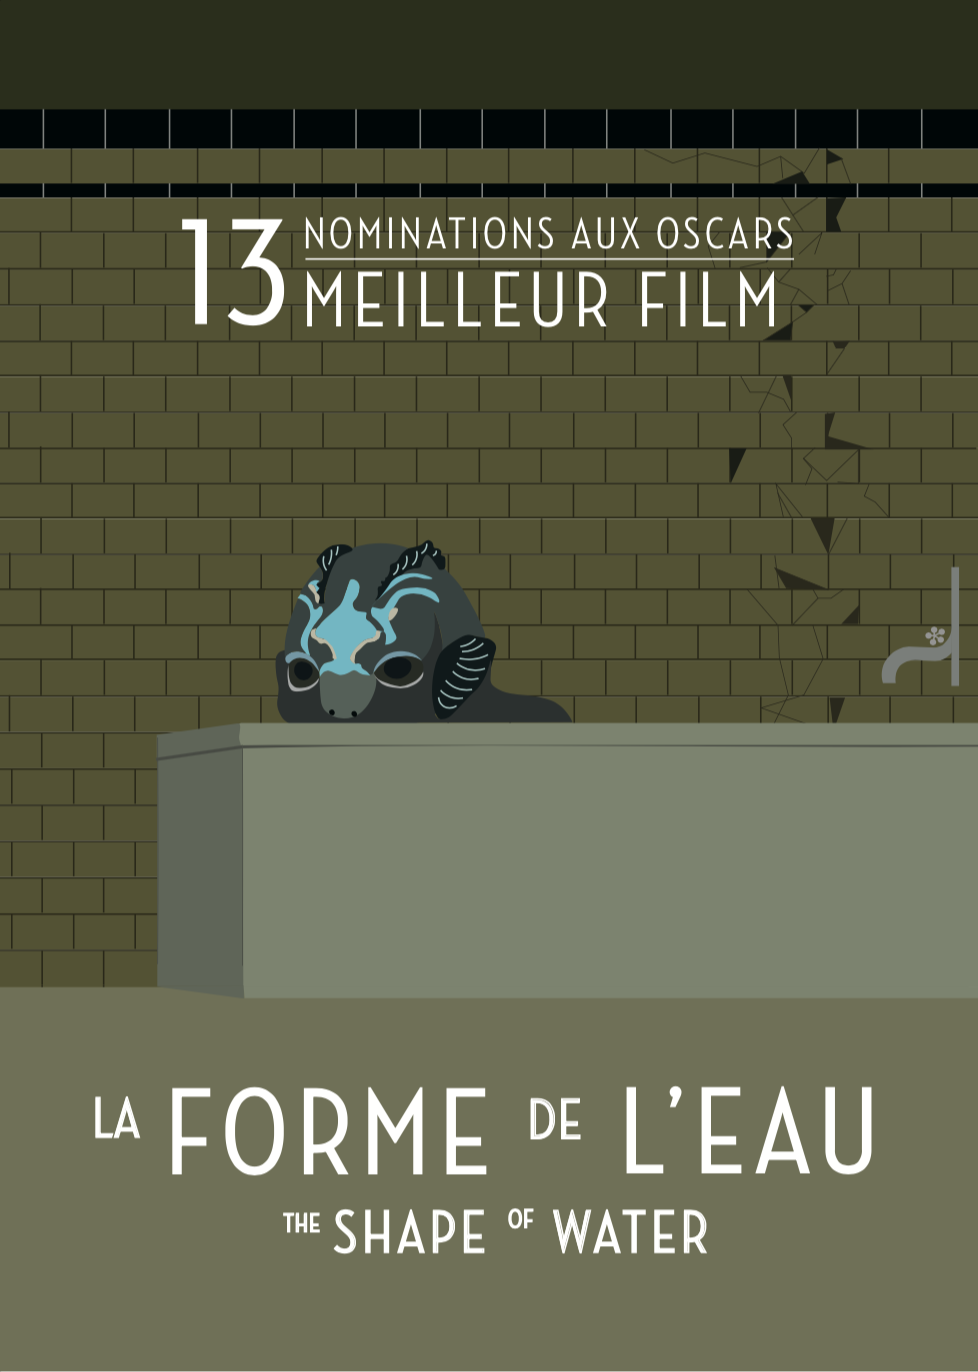 13 NOMINATIONS AUX OSCARS
MEILLEUR FILM
LA FORME DE L'EAU
THE SHAPE OF WATER